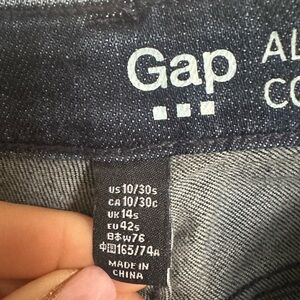 Gap
AL
CO
US 10/30s
CA 10/30c
UK 14s
EU 42s
日本 W76
中国 165/74A
MADE IN
CHINA